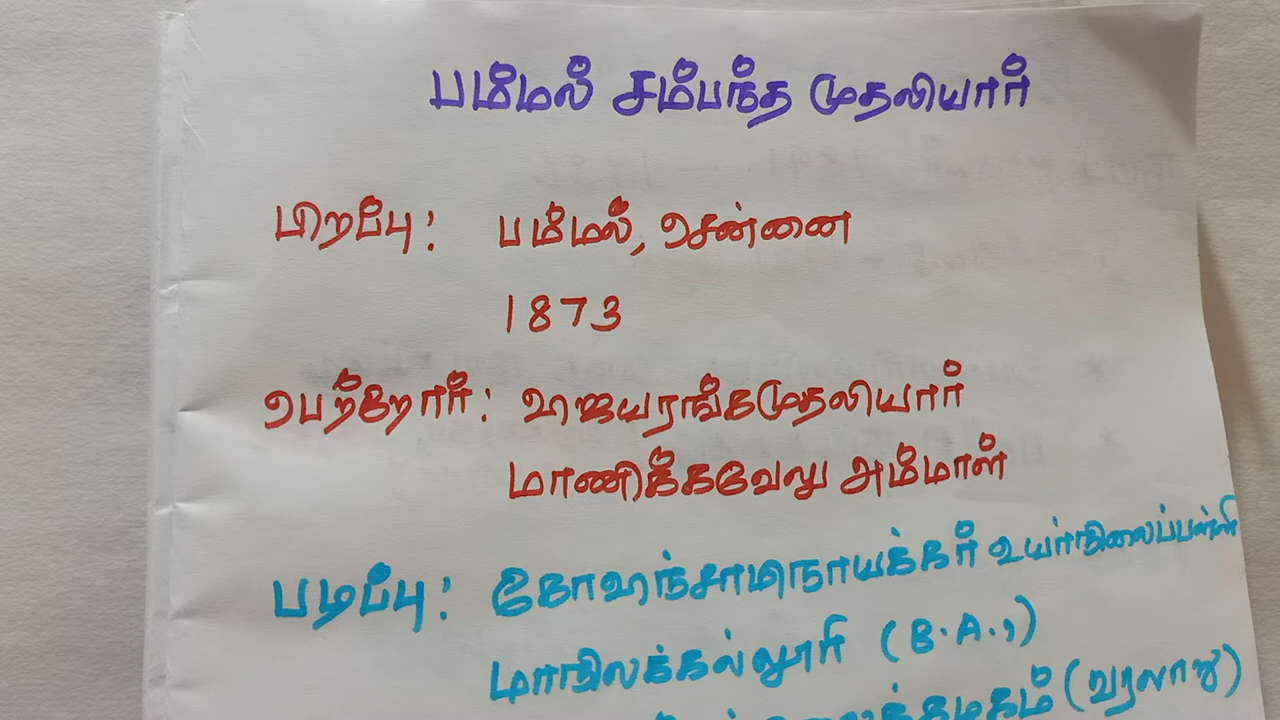 பம்மல் சம்பந்த முதலியார்
பிறப்பு: பம்மல், சென்னை
1873
பெற்றோர்: விஜயரங்கமுதலியார்
மாணிக்கவேலு அம்மாள்
படிப்பு: கோவிந்சாமிநாயக்கர் உயர்நிலைப்பள்ளி
மாநிலக்கல்லூரி (B.A.,)
(வரலாறு)